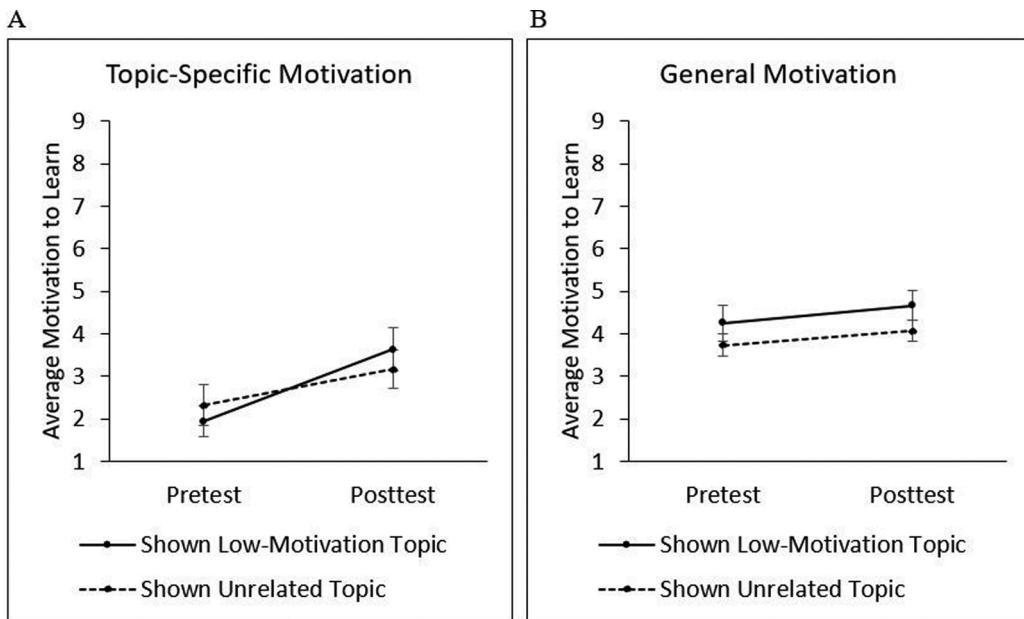 A
Topic-Specific Motivation
Average Motivation to Learn
9
8
7
6
5
4
3
2
1
Pretest Posttest
Shown Low-Motivation Topic
Shown Unrelated Topic
B
General Motivation
Average Motivation to Learn
9
8
7
6
5
4
3
2
1
Pretest Posttest
Shown Low-Motivation Topic
Shown Unrelated Topic